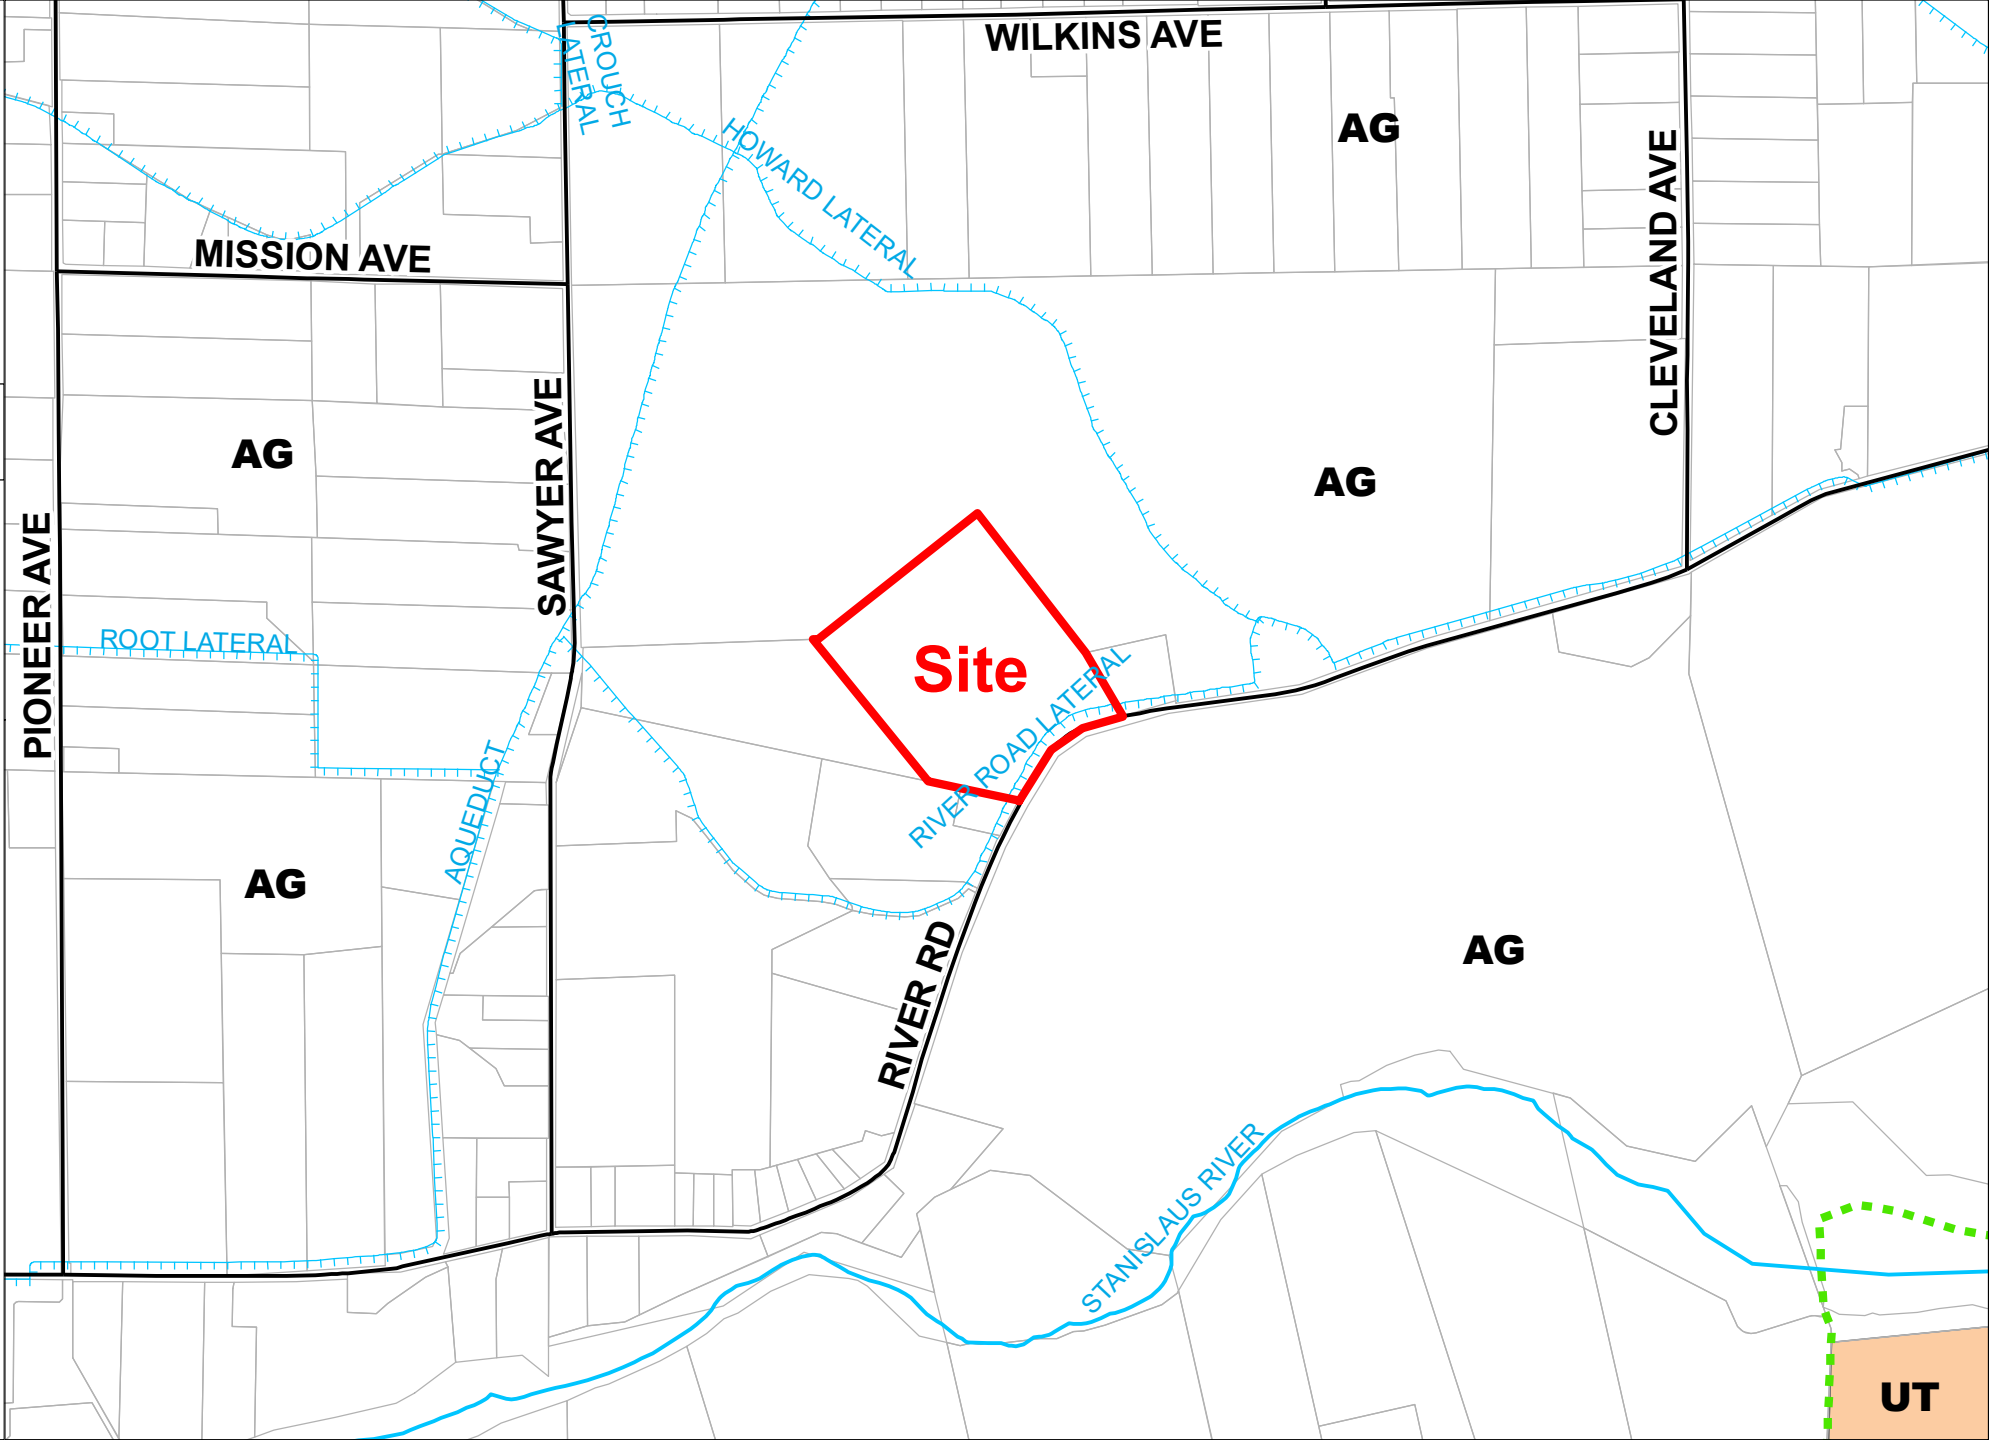 WILKINS AVE
CROUCH
LATERAL
HOWARD LATERAL
AG
CLEVELAND AVE
MISSION AVE
SAWYER AVE
AG
AG
PIONEER AVE
ROOT LATERAL
Site
RIVER ROAD LATERAL
AQUEDUCT
AG
RIVER RD
AG
STANISLAUS RIVER
UT